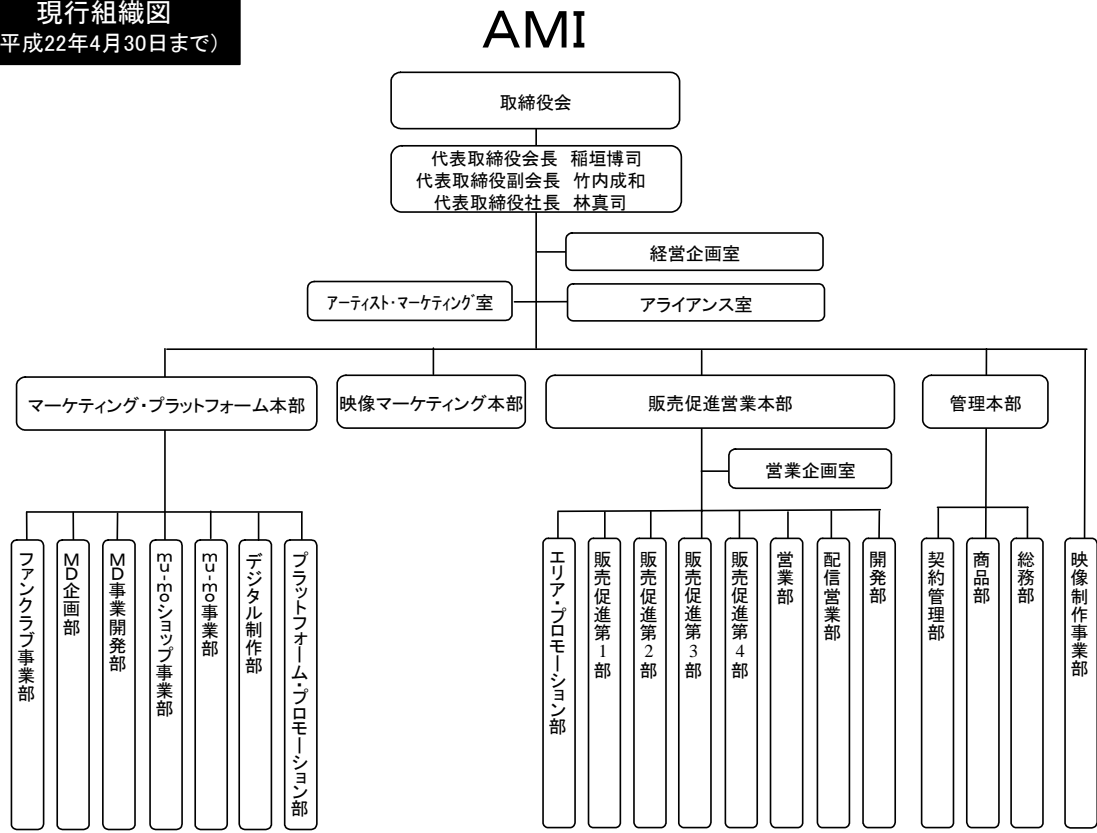 現行組織図
平成22年4月30日まで）
AMI
取締役会
代表取締役会長　稲垣博司
代表取締役副会長　竹内成和
代表取締役社長　林真司
経営企画室
ｱｰﾃｨｽﾄ･ﾏｰｹﾃｨﾝｸﾞ室
アライアンス室
マーケティング・プラットフォーム本部
映像マーケティング本部
販売促進営業本部
管理本部
営業企画室
ファンクラブ事業部
MD企画部
MD事業開発部
mu-moショップ事業部
mu-mo事業部
デジタル制作部
プラットフォーム・プロモーション部
エリア・プロモーション部
販売促進第1部
販売促進第2部
販売促進第3部
販売促進第4部
営業部
配信営業部
開発部
契約管理部
商品部
総務部
映像制作事業部